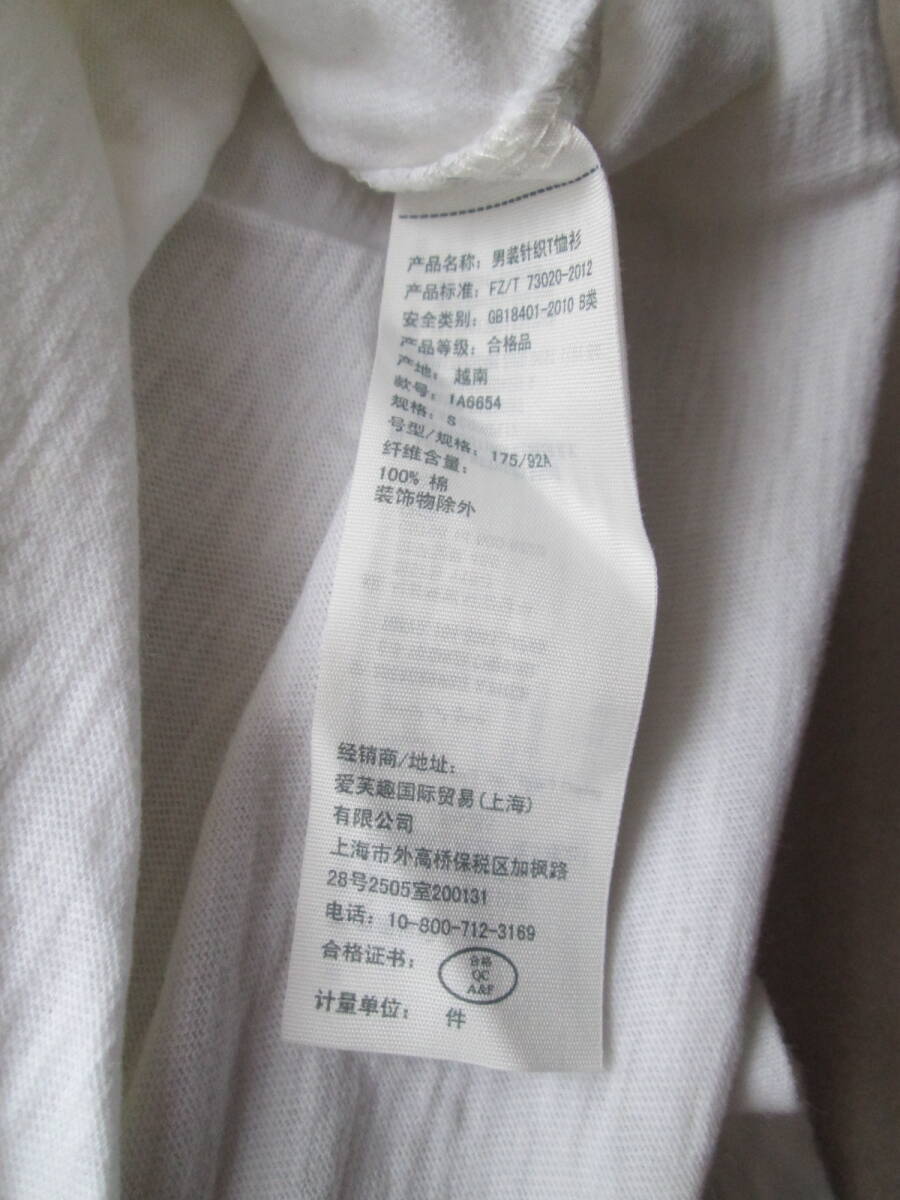 产品名称：男装针织T恤衫
产品标准：FZ/T 73020-2012
安全类别：GB18401-2010 B类
产品等级：合格品
产地：越南
款号：1A6654
规格：S
号型/规格：175/92A
纤维含量：
100% 棉
装饰物除外
经销商/地址：
爱芙趣国际贸易(上海)
有限公司
上海市外高桥保税区加枫路
28号2505室200131
电话：10-800-712-3169
合格证书：
合格
QC
A&F
计量单位：件